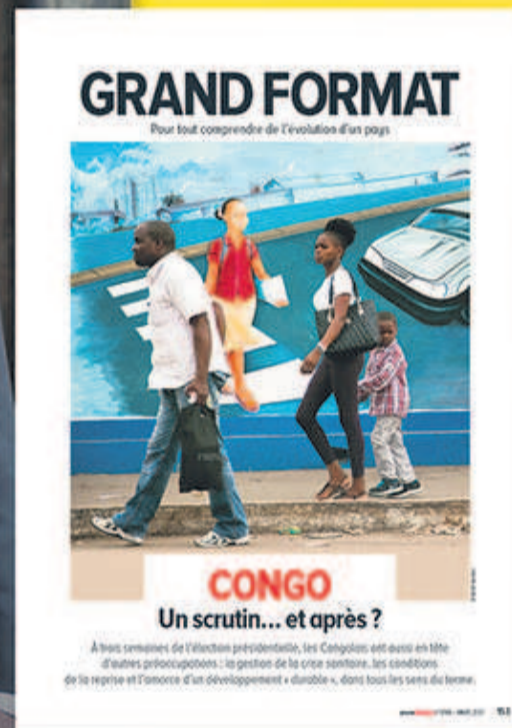 GRAND FORMAT
Pour tout comprendre de l'évolution d'un pays
CONGO
Un scrutin... et après ?
À trois semaines de l'élection présidentielle, les Congolais ont aussi en tête
d'autres préoccupations : la gestion de la crise sanitaire, les conditions
de la reprise et l'amorce d'un développement « durable », dans tous les sens du terme.
153